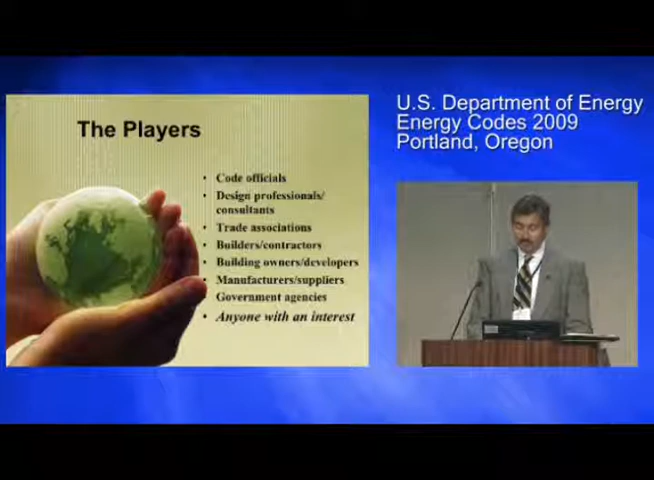 The Players
• Code officials
• Design professionals/
consultants
• Trade associations
• Builders/contractors
• Building owners/developers
• Manufacturers/suppliers
Government agencies
• Anyone with an interest
U.S. Department of Energy
Energy Codes 2009
Portland, Oregon